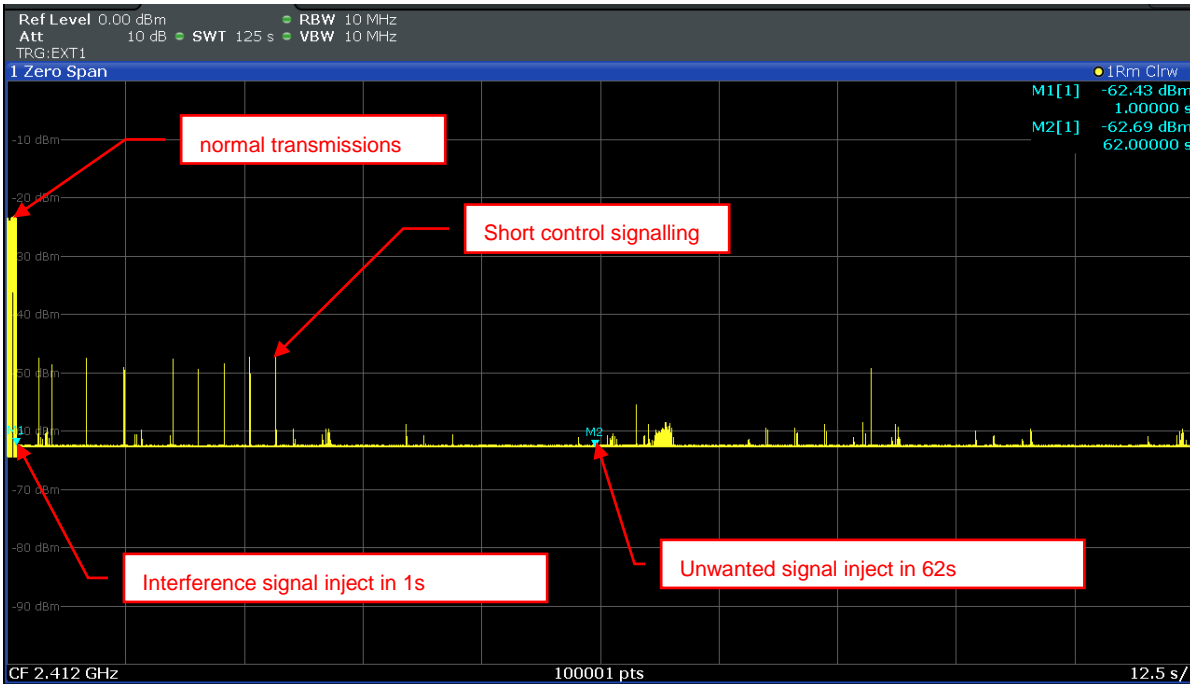 Ref Level 0.00 dBm RBW 10 MHz
Att 10 dB SWT 125 s VBW 10 MHz
TRG:EXT1
1 Zero Span 1Rm Clrw
M1[1] -62.43 dBm
1.00000 s
M2[1] -62.69 dBm
62.00000 s
-10 dBm
normal transmissions
-20 dBm
Short control signalling
-30 dBm
-40 dBm
-50 dBm
M1
M2
-70 dBm
-80 dBm
Interference signal inject in 1s
Unwanted signal inject in 62s
-90 dBm
CF 2.412 GHz 100001 pts 12.5 s/